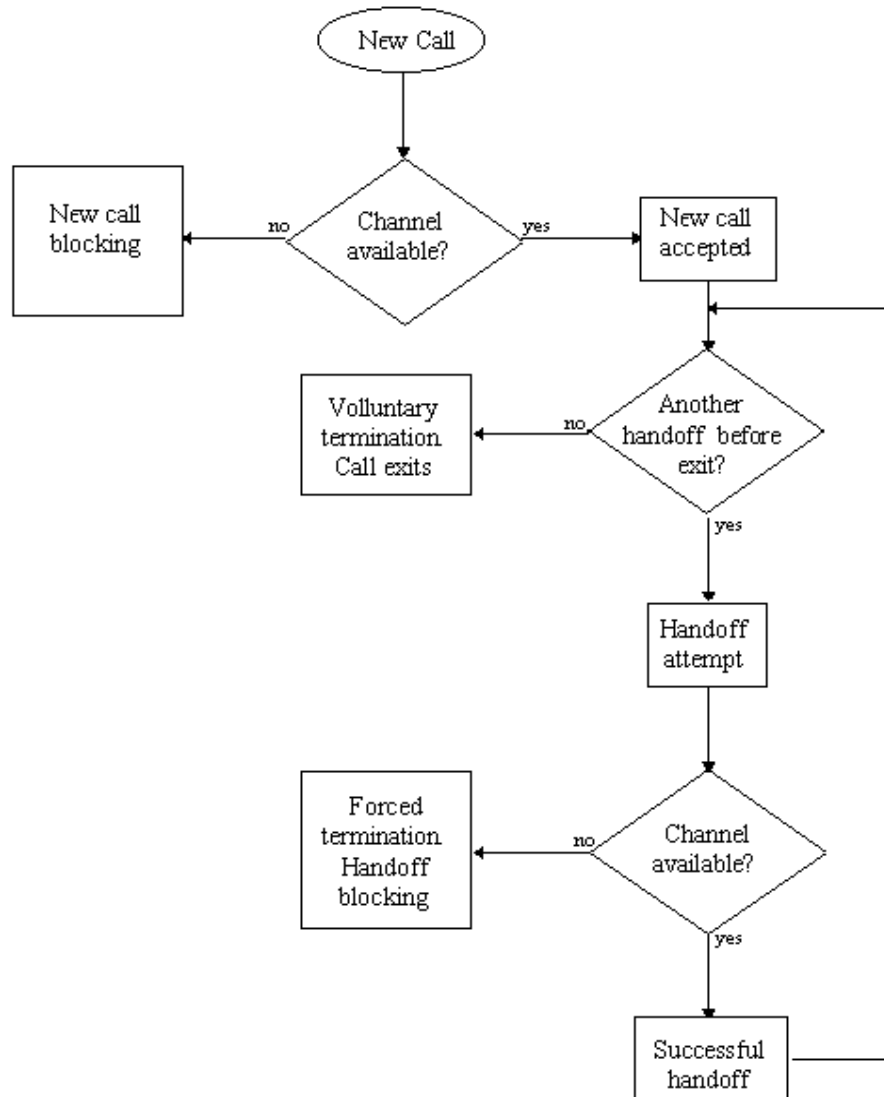 New Call
New call
blocking
no
Channel
available?
yes
New call
accepted
Volluntary
termination.
Call exits
no
Another
handoff before
exit?
yes
Handoff
attempt
Forced
termination.
Handoff
blocking
no
Channel
available?
yes
Successful
handoff